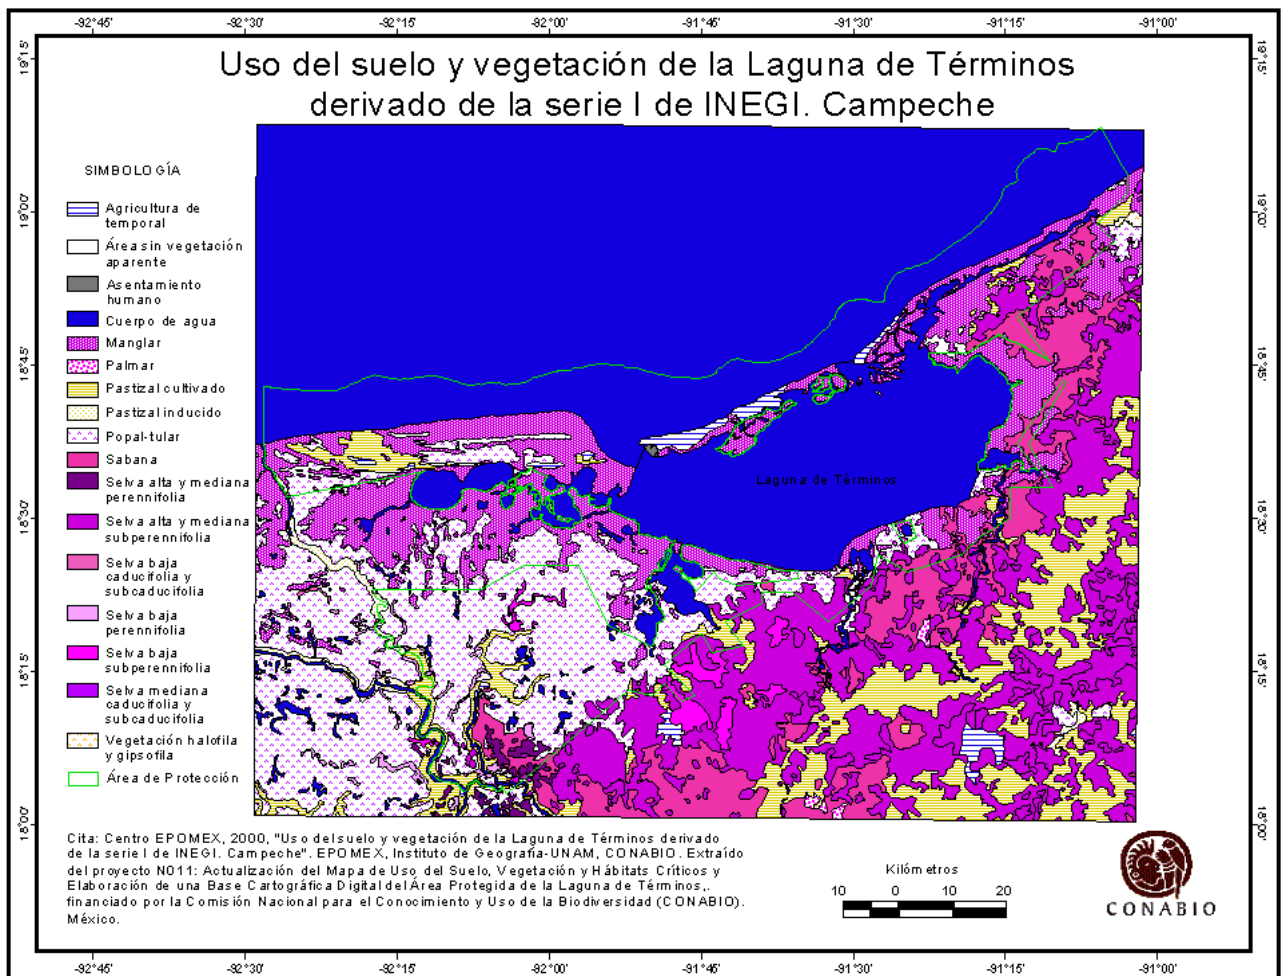 -92°45'
-92°30'
-92°15'
-92°00'
-91°45'
-91°30'
-91°15'
-91°00'
19°15'
19°15'
Uso del suelo y vegetación de la Laguna de Términos
derivado de la serie I de INEGI. Campeche
SIMBOLOGÍA
Agricultura de
temporal
Área sin vegetación
aparente
Asentamiento
humano
Cuerpo de agua
Manglar
Palmar
Pastizal cultivado
Pastizal inducido
Popal-tular
Sabana
Selva alta y mediana
perennifolia
Selva alta y mediana
subperennifolia
Selva baja
caducifolia y
subcaducifolia
Selva baja
perennifolia
Selva baja
subperennifolia
Selva mediana
caducifolia y
subcaducifolia
Vegetación halofila
y gipsofila
Área de Protección
19°00'
19°00'
18°45'
18°45'
Laguna de Términos
18°30'
18°30'
18°15'
18°15'
18°00'
18°00'
Cita: Centro EPOMEX, 2000, "Uso del suelo y vegetación de la Laguna de Términos derivado
de la serie I de INEGI. Campeche". EPOMEX, Instituto de Geografía-UNAM, CONABIO. Extraído
del proyecto N011: Actualización del Mapa de Uso del Suelo, Vegetación y Hábitats Críticos y
Elaboración de una Base Cartográfica Digital del Área Protegida de la Laguna de Términos,.
financiado por la Comisión Nacional para el Conocimiento y Uso de la Biodiversidad (CONABIO).
México.
Kilómetros
10 0 10 20
CONABIO
-92°45'
-92°30'
-92°15'
-92°00'
-91°45'
-91°30'
-91°15'
-91°00'